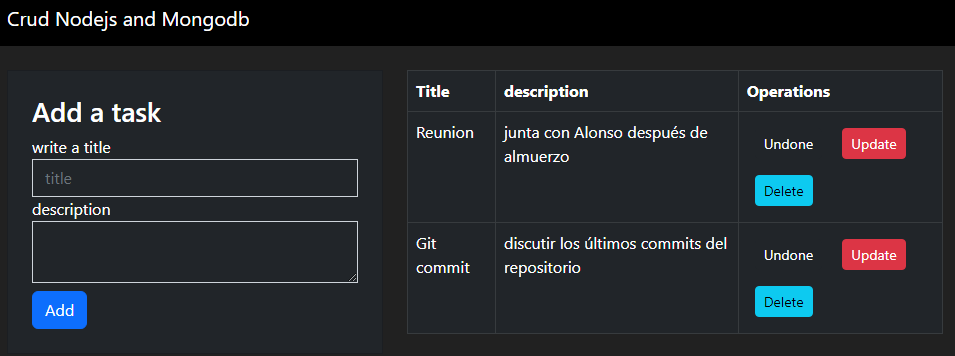 Crud Nodejs and Mongodb
Add a task
write a title
title
description
Add
Title description Operations
Reunion junta con Alonso después de almuerzo Undone Update Delete
Git commit discutir los últimos commits del repositorio Undone Update Delete